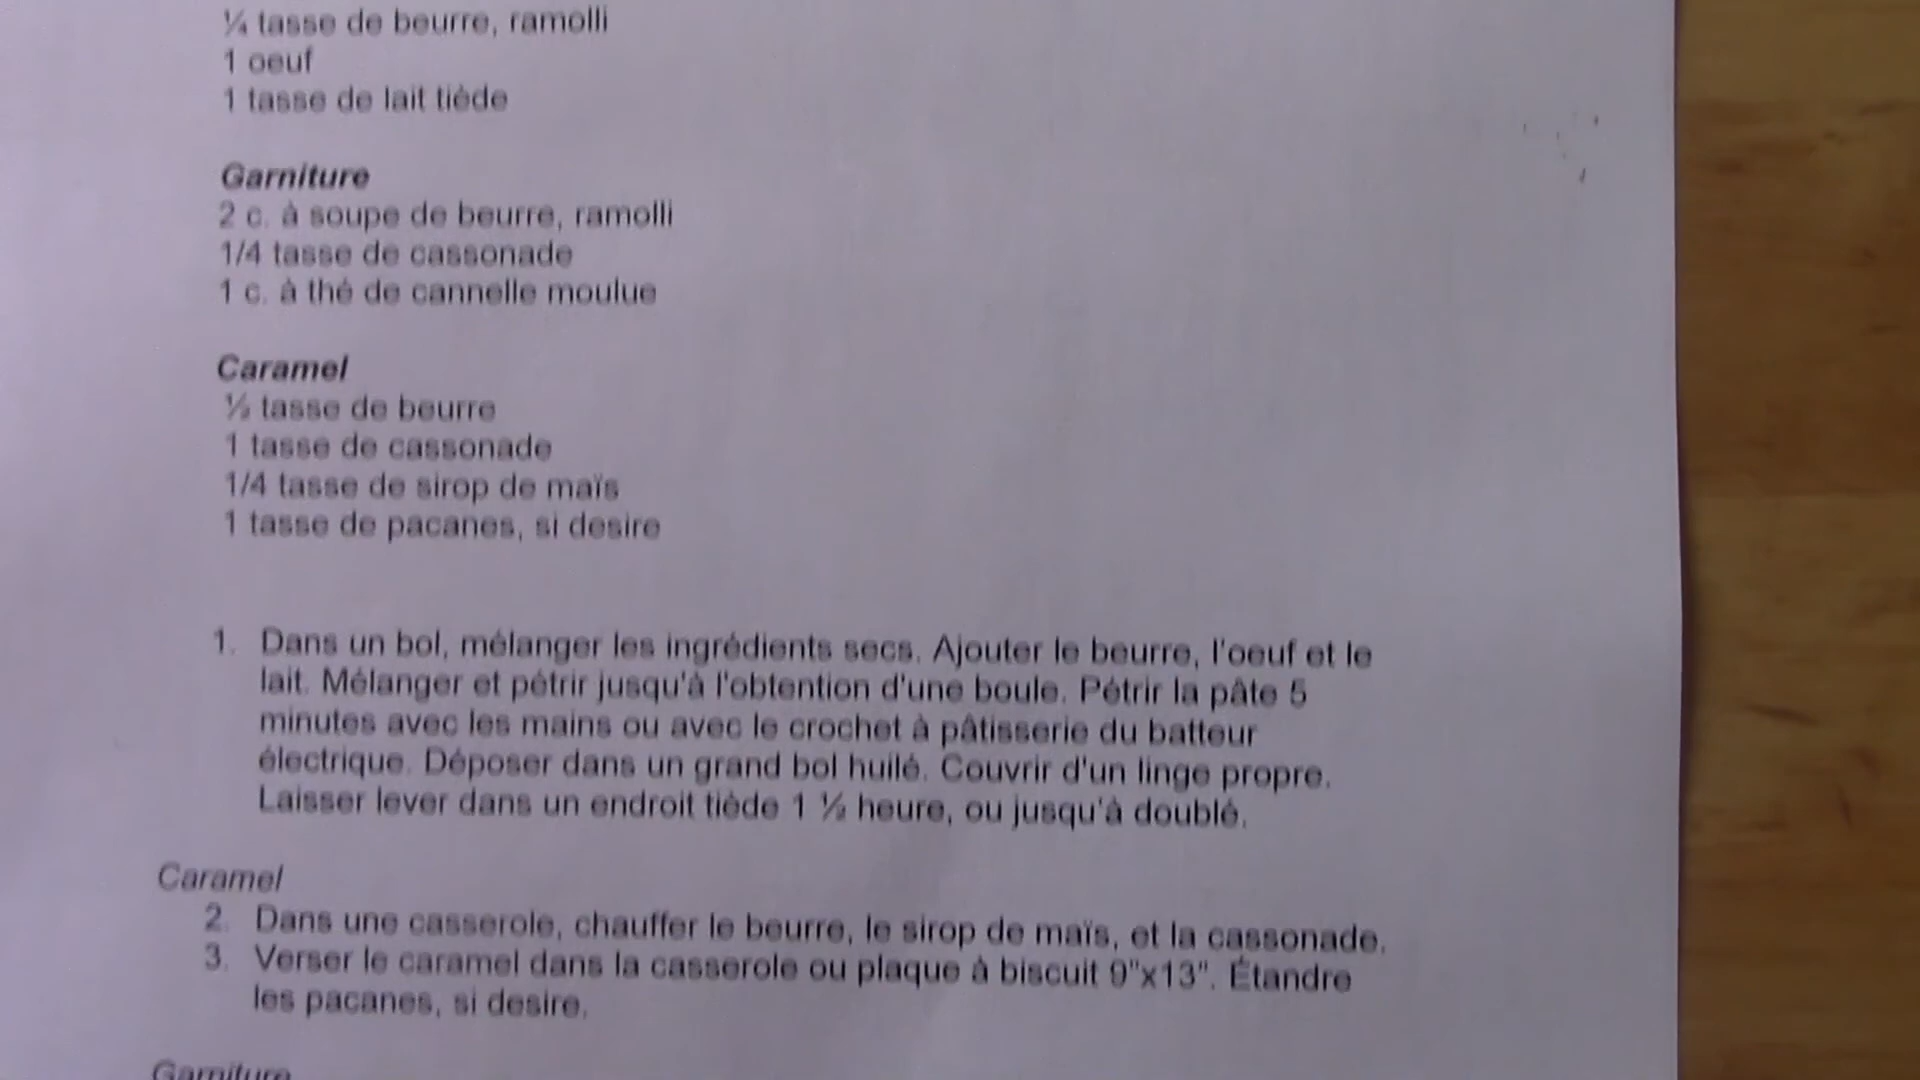 ¼ tasse de beurre, ramolli
1 oeuf
1 tasse de lait tiède
Garniture
2 c. à soupe de beurre, ramolli
1/4 tasse de cassonade
1 c. à thé de cannelle moulue
Caramel
½ tasse de beurre
1 tasse de cassonade
1/4 tasse de sirop de maïs
1 tasse de pacanes, si desire
1. Dans un bol, mélanger les ingrédients secs. Ajouter le beurre, l'oeuf et le
lait. Mélanger et pétrir jusqu'à l'obtention d'une boule. Pétrir la pâte 5
minutes avec les mains ou avec le crochet à pâtisserie du batteur
électrique. Déposer dans un grand bol huilé. Couvrir d'un linge propre.
Laisser lever dans un endroit tiède 1 ½ heure, ou jusqu'à doublé.
Caramel
2. Dans une casserole, chauffer le beurre, le sirop de maïs, et la cassonade.
3. Verser le caramel dans la casserole ou plaque à biscuit 9"x13". Étandre
les pacanes, si desire.
Garniture